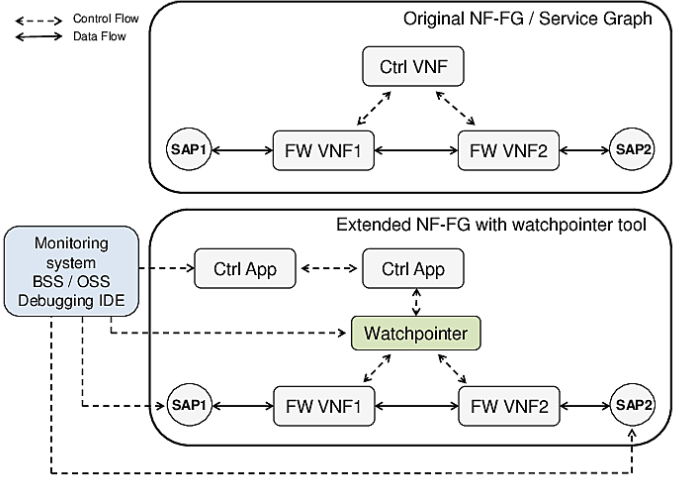 Control Flow
Data Flow
Original NF-FG / Service Graph
Ctrl VNF
SAP1
FW VNF1
FW VNF2
SAP2
Extended NF-FG with watchpointer tool
Monitoring
system
BSS / OSS
Debugging IDE
Ctrl App
Ctrl App
Watchpointer
SAP1
FW VNF1
FW VNF2
SAP2